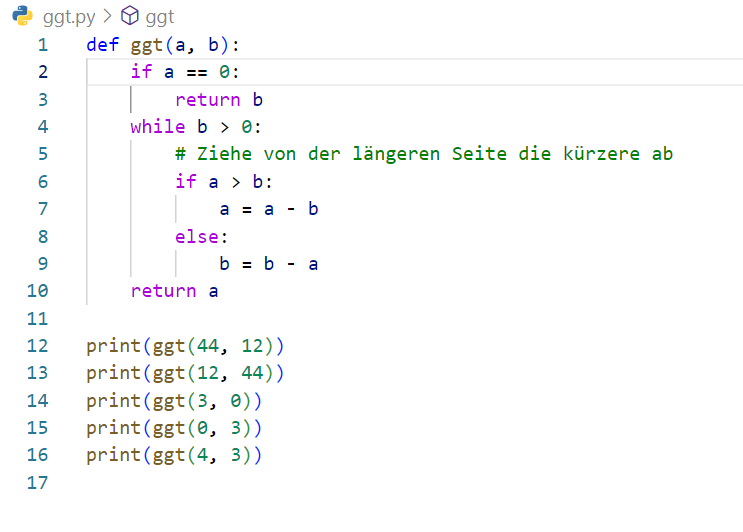 ggt.py > ggt
1 def ggt(a, b):
2     if a == 0:
3         return b
4     while b > 0:
5         # Ziehe von der längeren Seite die kürzere ab
6         if a > b:
7             a = a - b
8         else:
9             b = b - a
10     return a
11
12 print(ggt(44, 12))
13 print(ggt(12, 44))
14 print(ggt(3, 0))
15 print(ggt(0, 3))
16 print(ggt(4, 3))
17